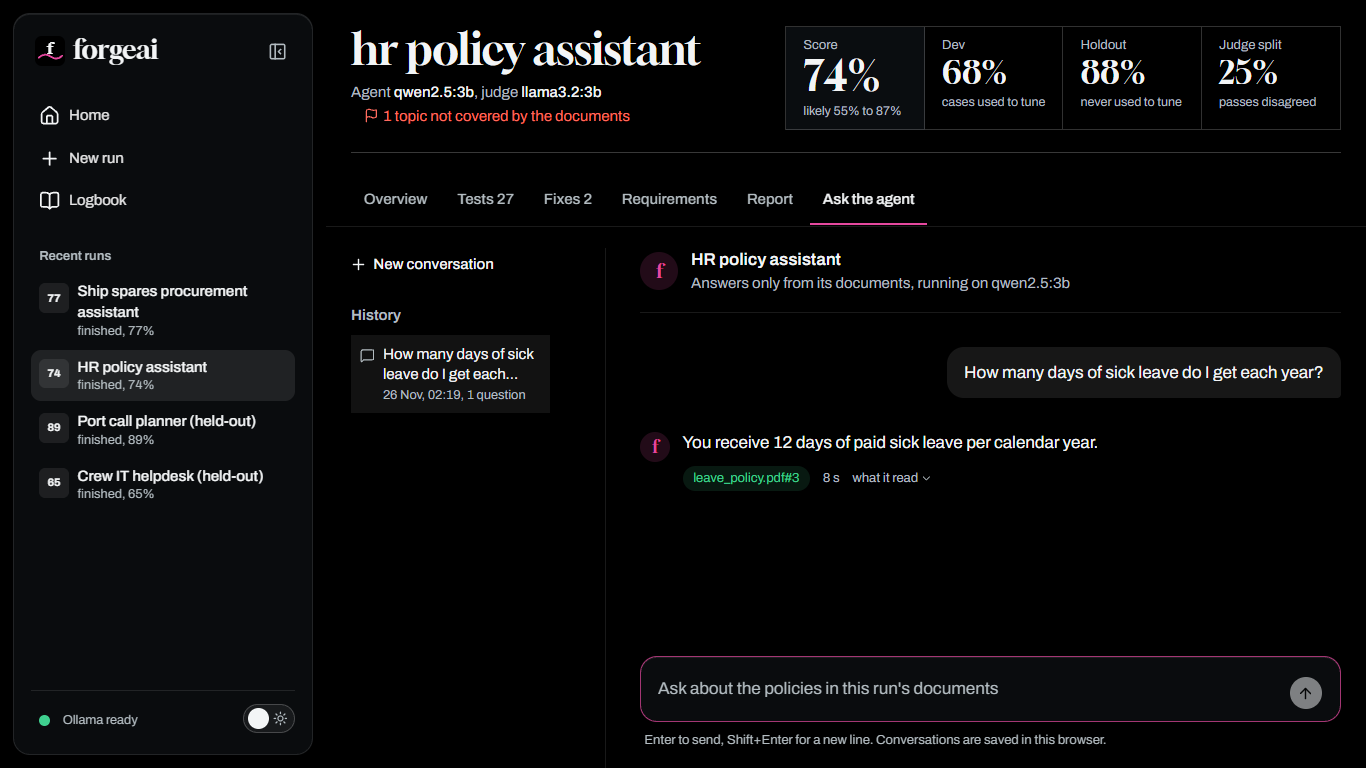 f forgeai
Home
New run
Logbook
Recent runs
77
Ship spares procurement
assistant
finished, 77%
74
HR policy assistant
finished, 74%
89
Port call planner (held-out)
finished, 89%
65
Crew IT helpdesk (held-out)
finished, 65%
Ollama ready
hr policy assistant
Agent qwen2.5:3b, judge llama3.2:3b
1 topic not covered by the documents
Score
74%
likely 55% to 87%
Dev
68%
cases used to tune
Holdout
88%
never used to tune
Judge split
25%
passes disagreed
Overview
Tests 27
Fixes 2
Requirements
Report
Ask the agent
New conversation
History
How many days of sick
leave do I get each...
26 Nov, 02:19, 1 question
f
HR policy assistant
Answers only from its documents, running on qwen2.5:3b
How many days of sick leave do I get each year?
f
You receive 12 days of paid sick leave per calendar year.
leave_policy.pdf#3
8 s
what it read
Ask about the policies in this run's documents
Enter to send, Shift+Enter for a new line. Conversations are saved in this browser.